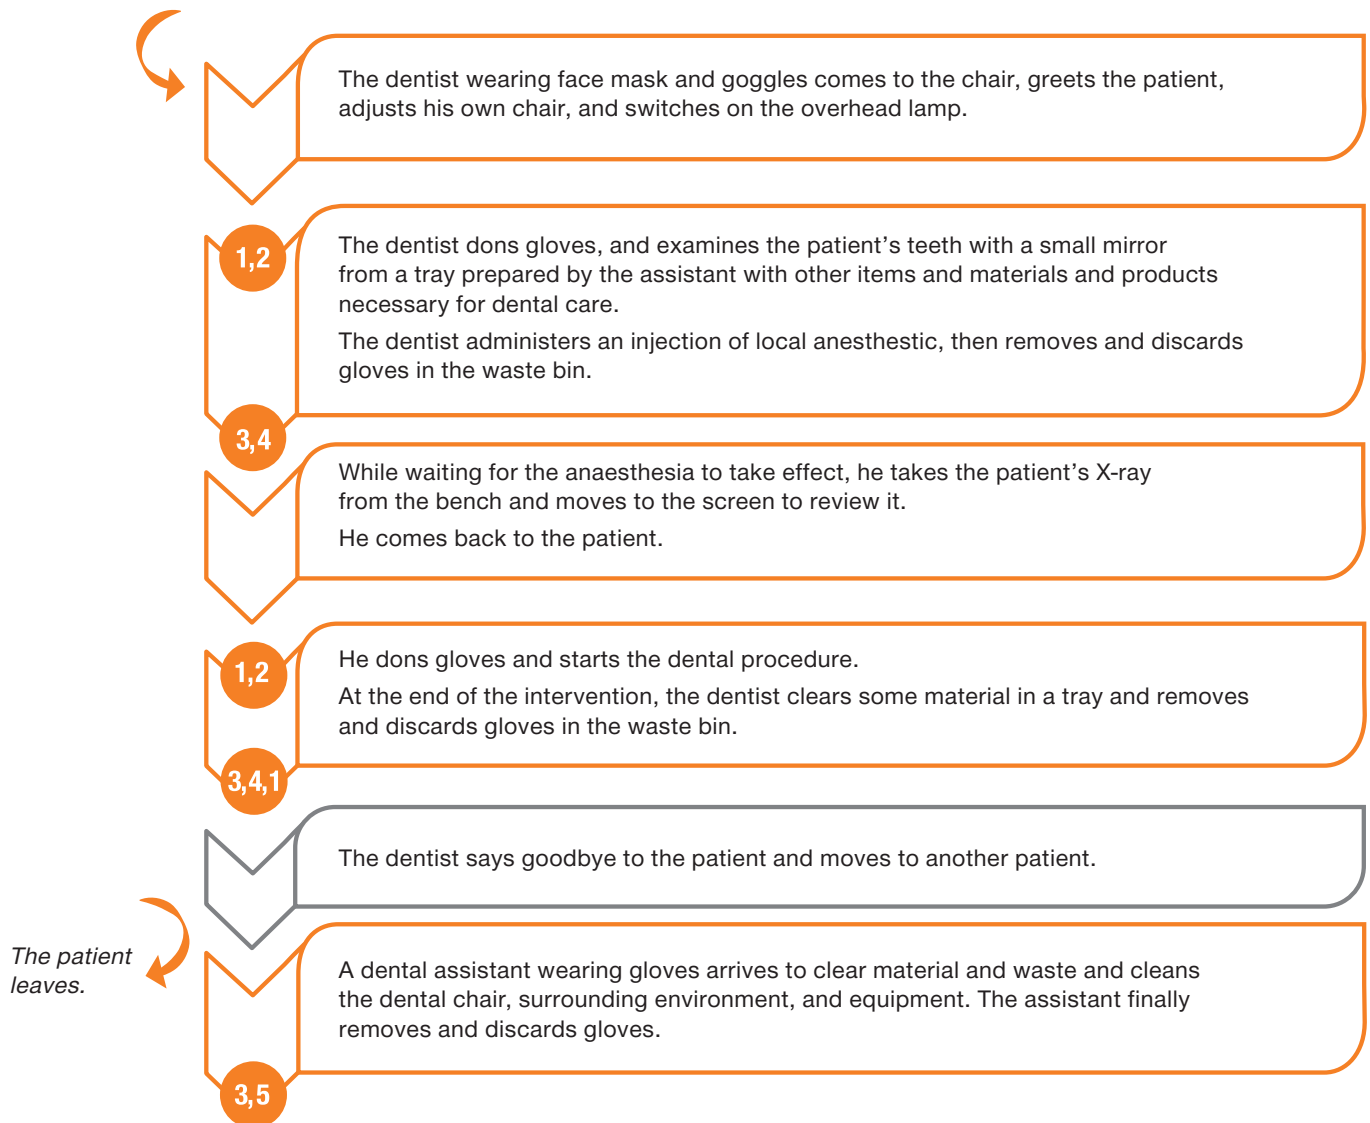 The dentist wearing face mask and goggles comes to the chair, greets the patient,
adjusts his own chair, and switches on the overhead lamp.
1,2
The dentist dons gloves, and examines the patient’s teeth with a small mirror
from a tray prepared by the assistant with other items and materials and products
necessary for dental care.
The dentist administers an injection of local anesthestic, then removes and discards
gloves in the waste bin.
3,4
While waiting for the anaesthesia to take effect, he takes the patient’s X-ray
from the bench and moves to the screen to review it.
He comes back to the patient.
1,2
He dons gloves and starts the dental procedure.
At the end of the intervention, the dentist clears some material in a tray and removes
and discards gloves in the waste bin.
3,4,1
The dentist says goodbye to the patient and moves to another patient.
The patient
leaves.
A dental assistant wearing gloves arrives to clear material and waste and cleans
the dental chair, surrounding environment, and equipment. The assistant finally
removes and discards gloves.
3,5